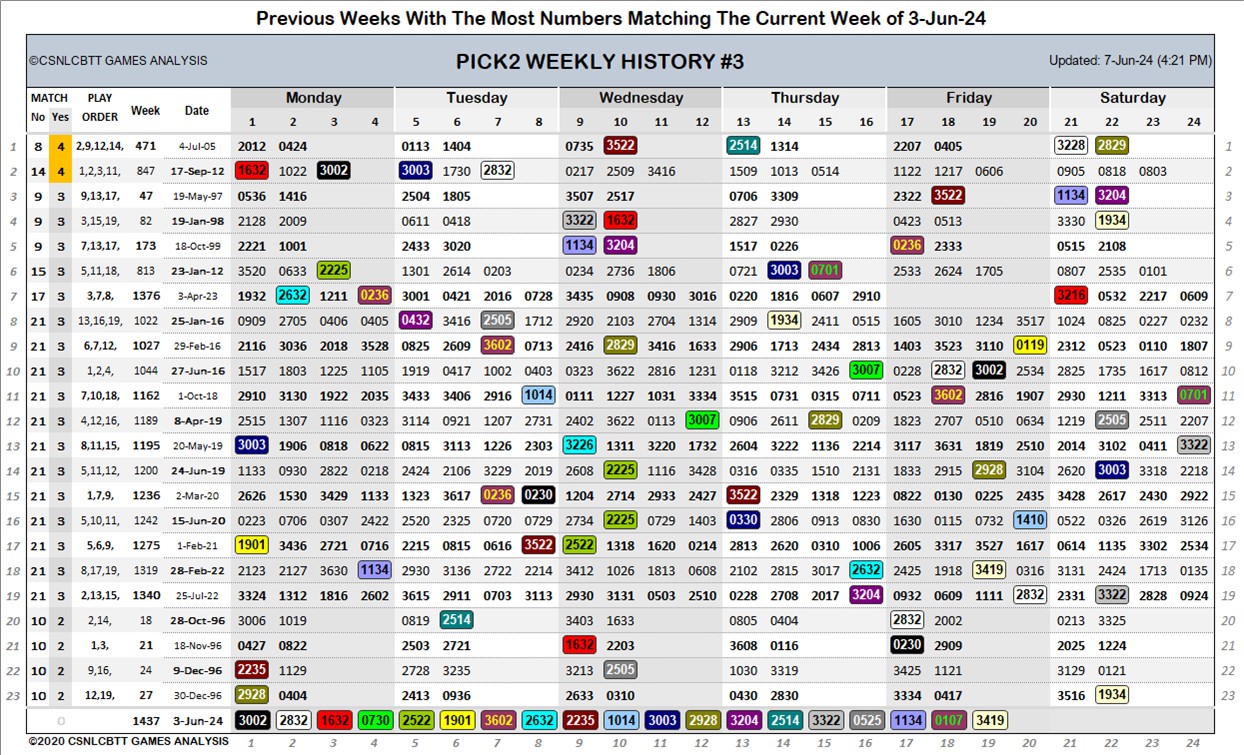 Previous Weeks With The Most Numbers Matching The Current Week of 3-Jun-24
©CSNLCBTT GAMES ANALYSIS PICK2 WEEKLY HISTORY #3 Updated: 7-Jun-24 (4:21 PM)
MATCH PLAY Week Date Monday Tuesday Wednesday Thursday Friday Saturday
No Yes ORDER 1 2 3 4 5 6 7 8 9 10 11 12 13 14 15 16 17 18 19 20 21 22 23 24
1 8 4 2,9,12,14, 471 4-Jul-05 2012 0424 0113 1404 0735 3522 2514 1314 2207 0405 3228 2829 1
2 14 4 1,2,3,11, 847 17-Sep-12 1632 1022 3002 3003 1730 2832 0217 2509 3416 1509 1013 0514 1122 1217 0606 0905 0818 0803 2
3 9 3 9,13,17, 47 19-May-97 0536 1416 2504 1805 3507 2517 0706 3309 2332 3522 1134 3204 3
4 9 3 3,15,19, 82 19-Jan-98 2128 2009 0611 0418 3322 1632 2827 2930 0423 0513 3330 1934 4
5 9 3 7,13,17, 173 18-Oct-99 2221 1001 2433 3020 1134 3204 1517 0226 0236 2333 0515 2108 5
6 15 3 5,11,18, 813 23-Jan-12 3520 0633 2225 1301 2614 0203 0234 2736 1806 0721 3003 0701 2533 2624 1705 0807 2535 0101 6
7 17 3 3,7,8, 1376 3-Apr-23 1932 2632 1211 0236 3001 0421 2016 0728 3435 0908 0930 3016 0220 1816 0607 2910 3216 0532 2217 0609 7
8 21 3 13,16,19, 1022 25-Jan-16 0909 2705 0406 0405 0432 3416 2505 1712 2920 2103 2704 1314 2909 1934 2411 1915 1605 2010 1234 3517 1024 0825 0227 0232 8
9 21 3 6,7,12, 1027 29-Feb-16 2116 3036 2018 3528 0825 2609 3602 0713 2416 2829 3416 1633 2906 1713 2434 2813 1403 3523 3110 0119 2312 0523 0110 1807 9
10 21 3 1,2,4, 1044 27-Jun-16 1517 1803 1225 1105 1919 0417 1002 0403 0323 3622 2816 1231 0118 3212 3426 3007 0228 2832 3002 2534 2825 1735 1617 0812 10
11 21 3 7,10,18, 1162 1-Oct-18 2910 3130 1922 2035 3433 3406 2916 1014 0111 1227 1031 3334 3515 0731 0315 0711 0523 3602 2816 1907 2930 1211 3313 0701 11
12 21 3 4,12,16, 1189 8-Apr-19 2515 1307 1116 0323 3114 0921 1507 2731 2402 3622 0113 3007 0906 2611 2829 0209 1823 2707 0510 0634 1219 2505 2511 2207 12
13 21 3 8,11,15, 1195 20-May-19 3003 1906 0818 0622 0815 3113 1226 2303 3226 1311 3220 1732 2604 3222 1136 2214 3117 3631 1819 2510 2014 3102 0411 3322 13
14 21 3 5,11,12, 1200 24-Jun-19 1133 0930 2822 0218 2424 2106 3229 2019 2608 2225 1116 3428 0316 0335 1510 2131 1833 2915 2928 3104 2620 3003 3318 2218 14
15 21 3 1,7,9, 1236 2-Mar-20 2626 1530 3429 1133 1323 3617 0236 0230 1204 2714 2933 2427 3522 2329 1318 1223 0822 0130 0225 2435 3428 2617 2430 2922 15
16 21 3 5,10,11, 1242 15-Jun-20 0223 0706 0307 2422 2520 2325 0720 0729 2734 2225 0729 1403 0330 2806 0913 0830 1630 0115 0732 1410 0522 0326 2619 3126 16
17 21 3 5,6,9, 1275 1-Feb-21 1901 3436 2721 0716 2215 0815 0616 3522 2522 1318 1620 0214 2813 2620 0310 1006 2605 3317 3527 1617 0614 1135 3302 2534 17
18 21 3 8,17,19, 1319 28-Feb-22 2123 2127 3630 1134 2930 3136 2722 2214 3412 1026 1813 0608 2102 2815 3017 2632 2425 1918 3419 0316 3131 2424 1713 0135 18
19 21 3 2,13,15, 1340 25-Jul-22 3324 1312 1816 2602 3615 2911 0703 3113 2930 3131 0503 2510 0228 2708 2017 3204 0932 0609 1111 2832 2331 3322 2828 0924 19
20 10 2 2,14, 18 28-Oct-96 3006 1019 0819 2514 3403 1633 0805 0404 2832 2002 0213 3325 20
21 10 2 1,3, 21 18-Nov-96 0427 0822 2503 2721 1632 2203 3608 0116 0230 2909 2025 1224 21
22 10 2 9,16, 24 9-Dec-96 2235 1129 2728 3235 3213 2505 1030 3319 3425 1121 3129 0121 22
23 10 2 12,19, 27 30-Dec-96 2928 0404 2413 0936 2633 0310 0430 2830 3334 0417 3516 1934 23
0 1437 3-Jun-24 3002 2832 1632 0730 2522 1901 3602 2632 2235 1014 3003 2928 3204 2514 3322 0525 1134 0107 3419
©2020 CSNLCBTT GAMES ANALYSIS 1 2 3 4 5 6 7 8 9 10 11 12 13 14 15 16 17 18 19 20 21 22 23 24